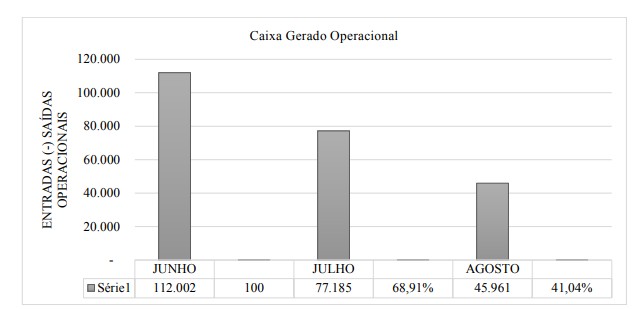 Caixa Gerado Operacional
ENTRADAS (-) SAÍDAS
OPERACIONAIS
120.000
100.000
80.000
60.000
40.000
20.000
-
JUNHO JULHO AGOSTO
Série1 112.002 100 77.185 68,91% 45.961 41,04%